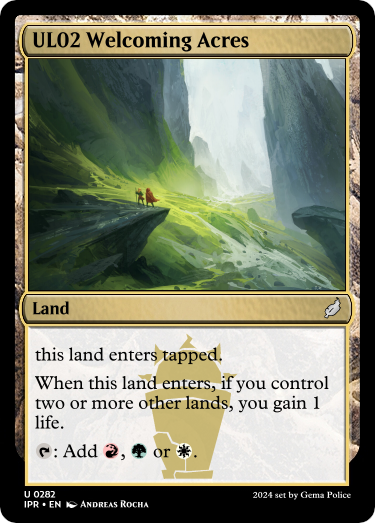 UL02 Welcoming Acres
Land
this land enters tapped.
When this land enters, if you control
two or more other lands, you gain 1
life.
: Add , or .
U 0282
IPR • EN Andreas Rocha
2024 set by Gema Police